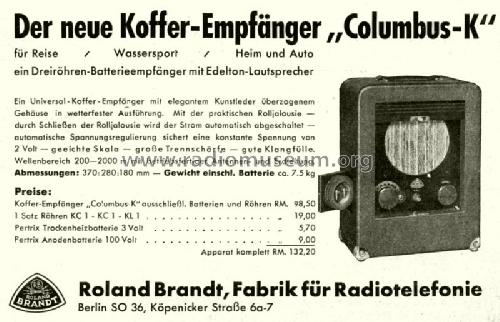 Der neue Koffer-Empfänger „Columbus-K"
für Reise / Wassersport / Heim und Auto
ein Dreiröhren-Batterieempfänger mit Edelton-Lautsprecher
Ein Universal-Koffer-Empfänger mit elegantem Kunstleder überzogenem
Gehäuse in wetterfester Ausführung. Mit der praktischen Rolljalousie —
durch Schließen der Rolljalousie wird der Strom automatisch abgeschaltet —
automatische Spannungsregulierung sichert eine konstante Spannung von
2 Volt — geeichte Skala — große Trennschärfe — gute Klangfülle.
Wellenbereich 200—2000 m
www.radiomuseum.org
Abmessungen: 370:280:180 mm — Gewicht einschl. Batterie ca. 7.5 kg
Preise:
Koffer-Empfänger „Columbus K" ausschließl. Batterien und Röhren RM. 98,50
1 Satz Röhren KC 1 - KC 1 - KL 1 . . . . 19,00
Pertrix Trockenheizbatterie 3 Volt . . . . 5,70
Pertrix Anodenbatterie 100 Volt . . . . 9,00
Apparat komplett RM. 132,20
ROLAND
BRANDT
Roland Brandt, Fabrik für Radiotelefonie
Berlin SO 36, Köpenicker Straße 6a-7